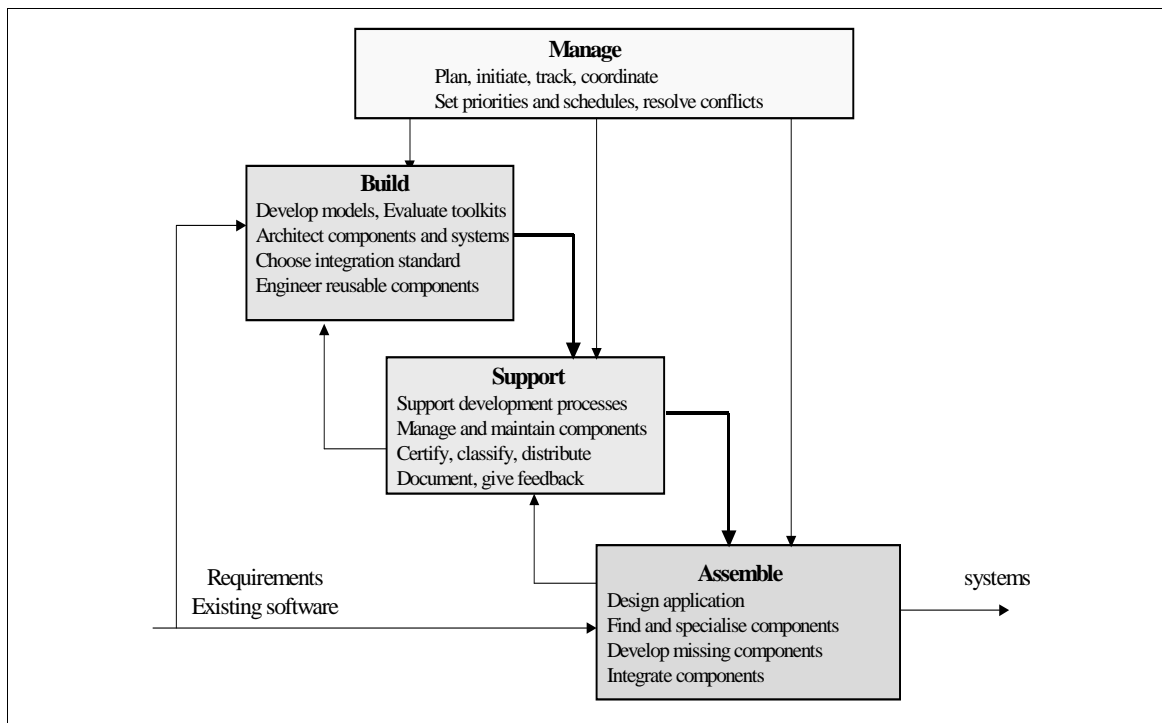 Manage
Plan, initiate, track, coordinate
Set priorities and schedules, resolve conflicts
Build
Develop models, Evaluate toolkits
Architect components and systems
Choose integration standard
Engineer reusable components
Support
Support development processes
Manage and maintain components
Certify, classify, distribute
Document, give feedback
Requirements
Existing software
Assemble
Design application
Find and specialise components
Develop missing components
Integrate components
systems